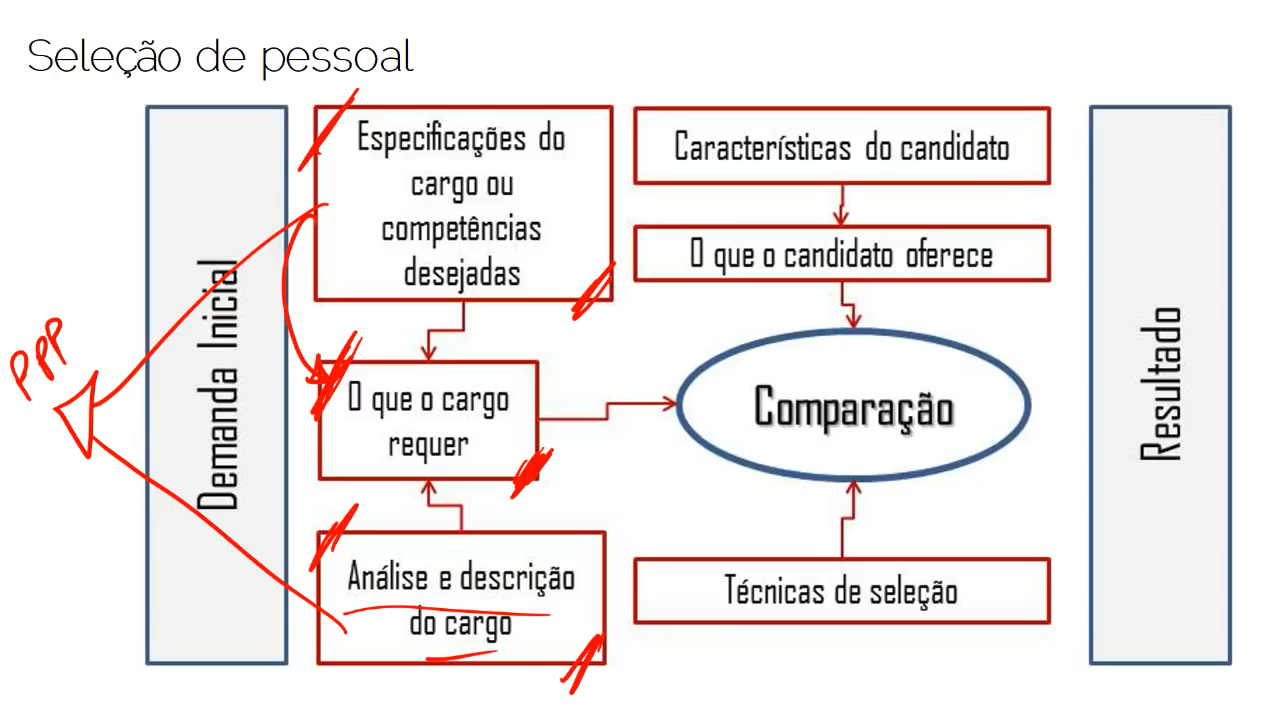 Seleção de pessoal
Demanda Inicial
PPP
Especificações do
cargo ou
competências
desejadas
O que o cargo
requer
Análise e descrição
do cargo
Características do candidato
O que o candidato oferece
Comparação
Técnicas de seleção
Resultado